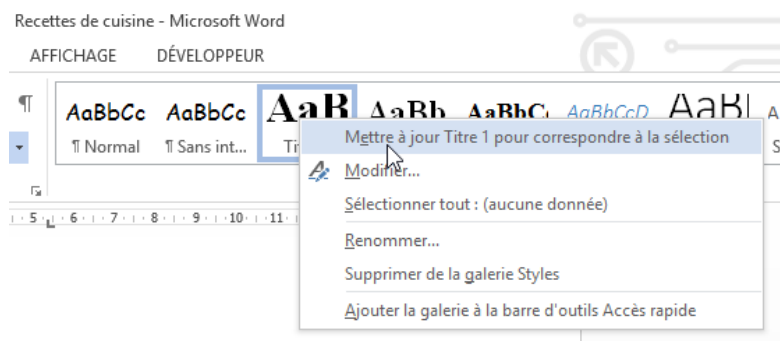 Recettes de cuisine - Microsoft Word
AFFICHAGE DÉVELOPPEUR
¶ AaBbCc AaBbCc AaB AaBb AaBbC AaBbCcD AaB
¶ Normal ¶ Sans int...
Mettre à jour Titre 1 pour correspondre à la sélection
Modifier...
Sélectionner tout : (aucune donnée)
Renommer...
Supprimer de la galerie Styles
Ajouter la galerie à la barre d'outils Accès rapide
5 6 7 8 9 10 11